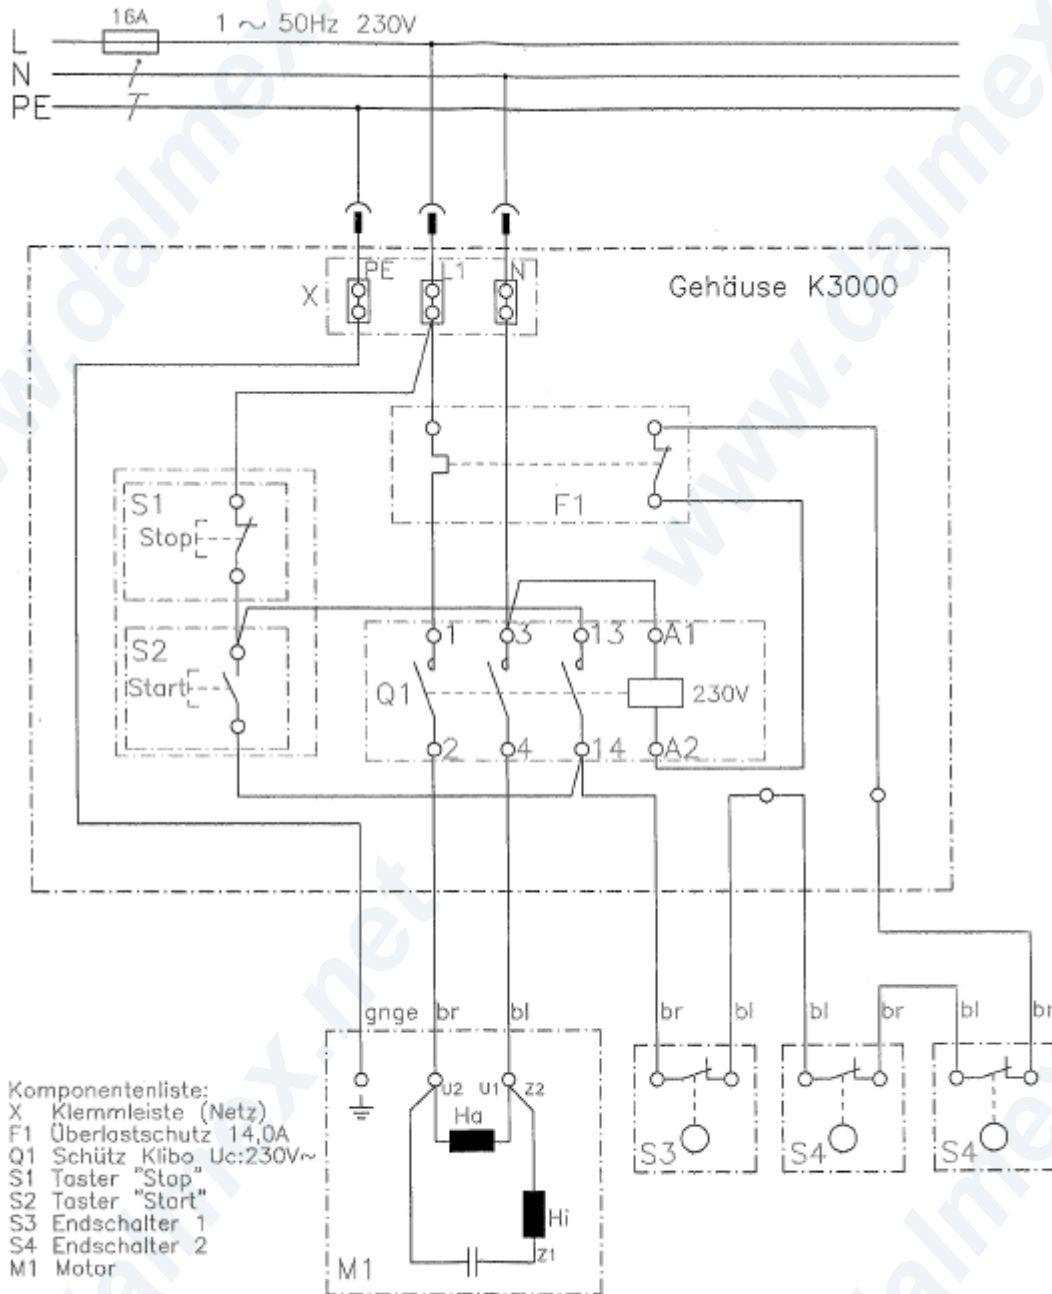 16A
1 ~ 50Hz 230V
L
N
PE
PE
L1
N
X
Gehäuse K3000
S1
Stop
F1
S2
Start
1
3
13
A1
Q1
230V
2
4
14
A2
gnge
br
bl
br
bl
bl
br
bl
br
U2
U1
Z2
Ha
Hi
Z1
M1
S3
S4
S4
Komponentenliste:
X Klemmleiste (Netz)
F1 Überlastschutz 14,0A
Q1 Schütz Klibo Uc:230V~
S1 Taster "Stop"
S2 Taster "Start"
S3 Endschalter 1
S4 Endschalter 2
M1 Motor
www.dalmex.net